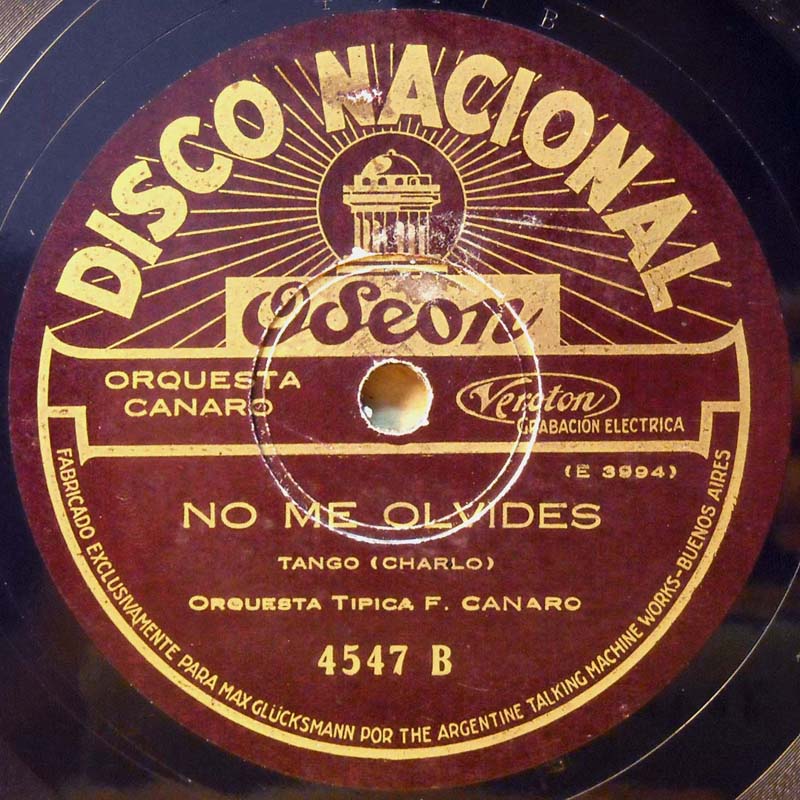 DISCO NACIONAL
Odeon
ORQUESTA
CANARO
Veroton
GRABACIÓN ELECTRICA
(E 3994)
NO ME OLVIDES
TANGO (CHARLO)
ORQUESTA TIPICA F. CANARO
4547 B
FABRICADO EXCLUSIVAMENTE PARA MAX GLÜCKSMANN POR THE ARGENTINE TALKING MACHINE WORKS-BUENOS AIRES